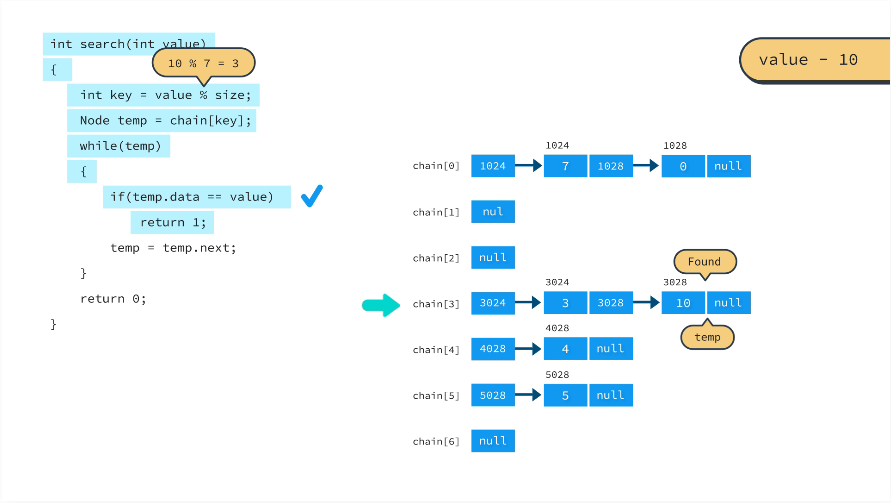 int search(int value)
{
10 % 7 = 3
int key = value % size;
Node temp = chain[key];
while(temp)
{
if(temp.data == value)
return 1;
temp = temp.next;
}
return 0;
}
value - 10
1024 1028
chain[0] 1024 7 1028 0 null
chain[1] nul
chain[2] null
Found
3024 3028
chain[3] 3024 3 3028 10 null
temp
4028
chain[4] 4028 4 null
5028
chain[5] 5028 5 null
chain[6] null